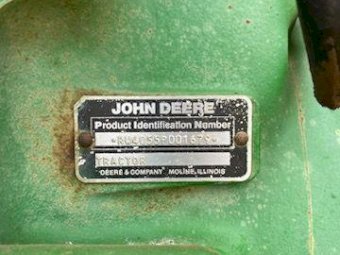 JOHN DEERE
Product Identification Number
TRACTOR
DEERE & COMPANY MOLINE, ILLINOIS